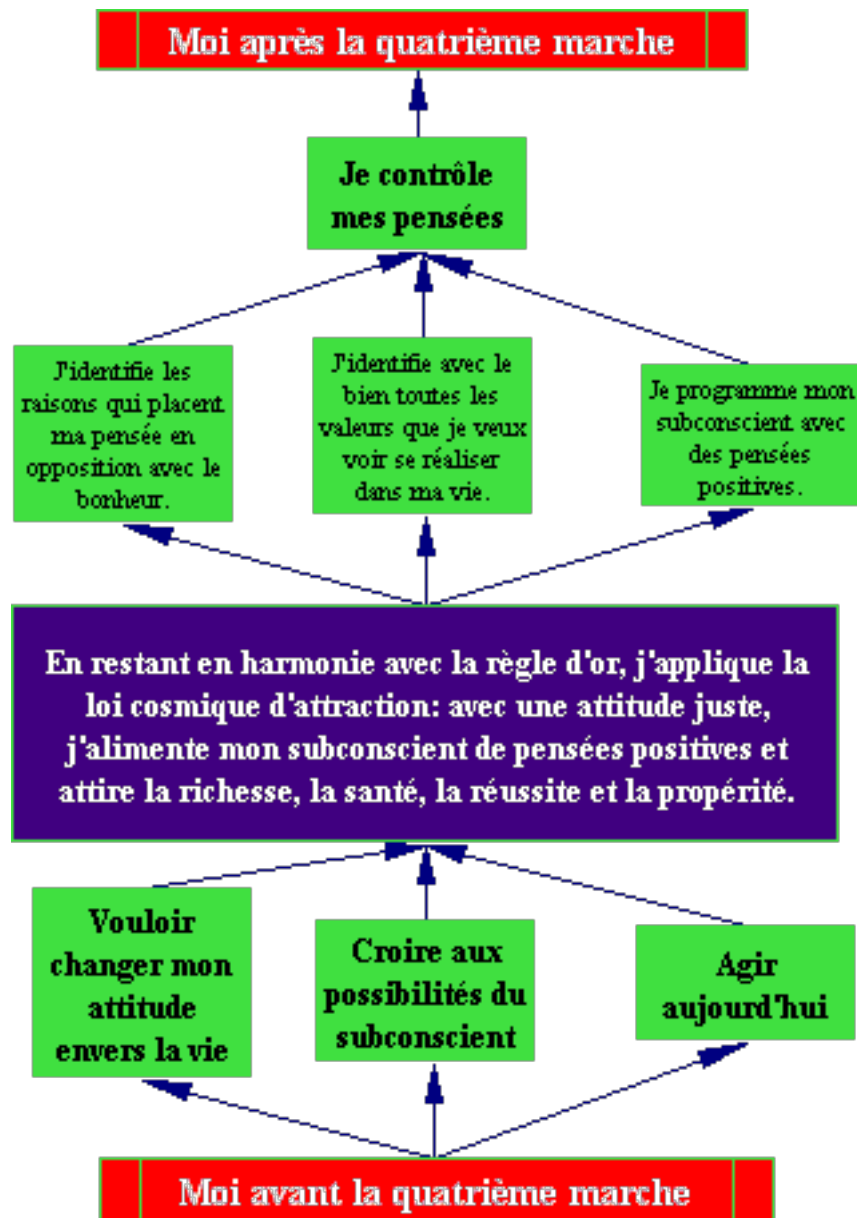 Moi après la quatrième marche
Je contrôle
mes pensées
J'identifie les
raisons qui placent
ma pensée en
opposition avec le
bonheur.
J'identifie avec le
bien toutes les
valeurs que je veux
voir se réaliser
dans ma vie.
Je programme mon
subconscient avec
des pensées
positives.
En restant en harmonie avec la règle d'or, j'applique la
loi cosmique d'attraction: avec une attitude juste,
j'alimente mon subconscient de pensées positives et
attire la richesse, la santé, la réussite et la propérité.
Vouloir
changer mon
attitude
envers la vie
Croire aux
possibilités du
subconscient
Agir
aujourd'hui
Moi avant la quatrième marche